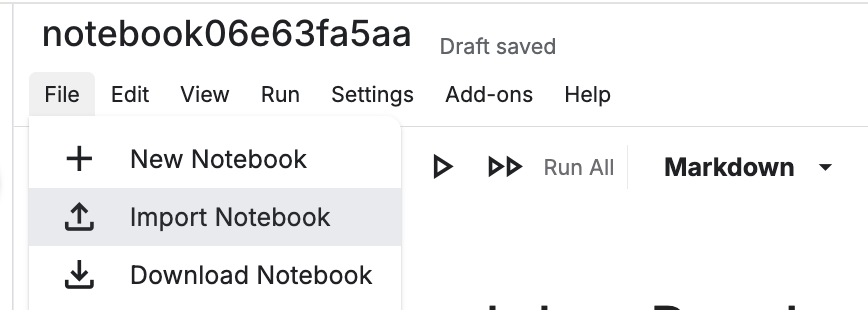 notebook06e63fa5aa Draft saved
File Edit View Run Settings Add-ons Help
New Notebook
Run All Markdown
Import Notebook
Download Notebook